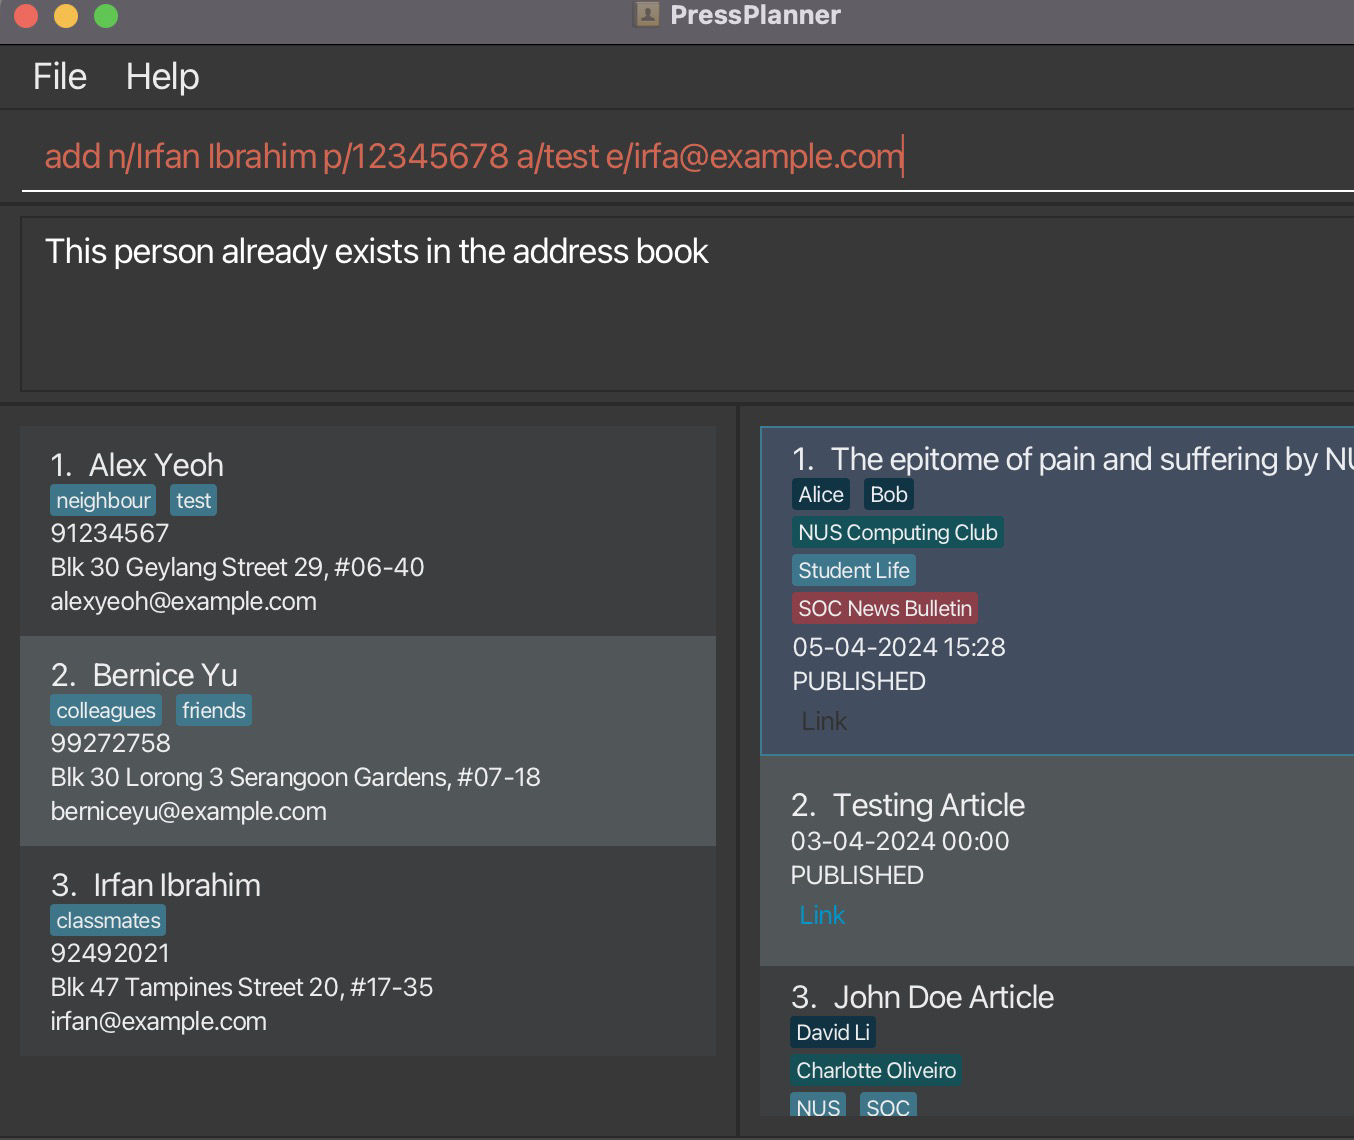 PressPlanner
File Help
add n/Irfan Ibrahim p/12345678 a/test e/irfa@example.com
This person already exists in the address book
1. Alex Yeoh
neighbour test
91234567
Blk 30 Geylang Street 29, #06-40
alexyeoh@example.com
2. Bernice Yu
colleagues friends
99272758
Blk 30 Lorong 3 Serangoon Gardens, #07-18
berniceyu@example.com
3. Irfan Ibrahim
classmates
92492021
Blk 47 Tampines Street 20, #17-35
irfan@example.com
1. The epitome of pain and suffering by
Alice Bob
NUS Computing Club
Student Life
SOC News Bulletin
05-04-2024 15:28
PUBLISHED
Link
2. Testing Article
03-04-2024 00:00
PUBLISHED
Link
3. John Doe Article
David Li
Charlotte Oliveiro
NUS SOC